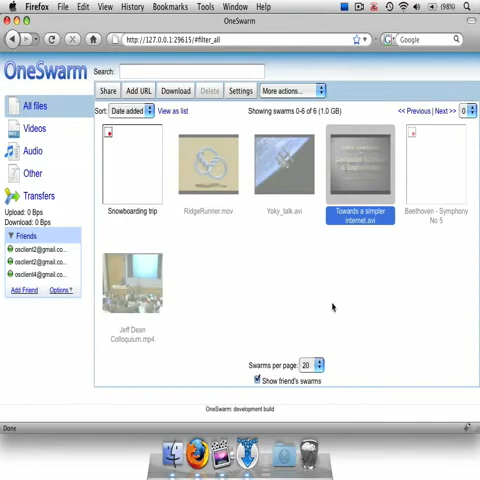 Firefox File Edit View History Bookmarks Tools Window Help (98%)
OneSwarm
http://127.0.0.1:29615/#filter_all
Google
OneSwarm
Search:
Share Add URL Download Delete Settings More actions...
Sort: Date added View as list Showing swarms 0-6 of 6 (1.0 GB) << Previous | Next >> 0
All files
Videos
Audio
Other
Transfers
Upload: 0 Bps
Download: 0 Bps
Friends
osclient2@gmail.co...
osclient2@gmail.co...
osclient4@gmail.co...
Add Friend Options
Snowboarding trip
RidgeRunner.mov
Yoky_talk.avi
Towards a simpler
internet.avi
Beethoven - Symphony
No 5
Jeff Dean
Colloquium.mp4
Swarms per page: 20
Show friend's swarms
OneSwarm: development build
Done